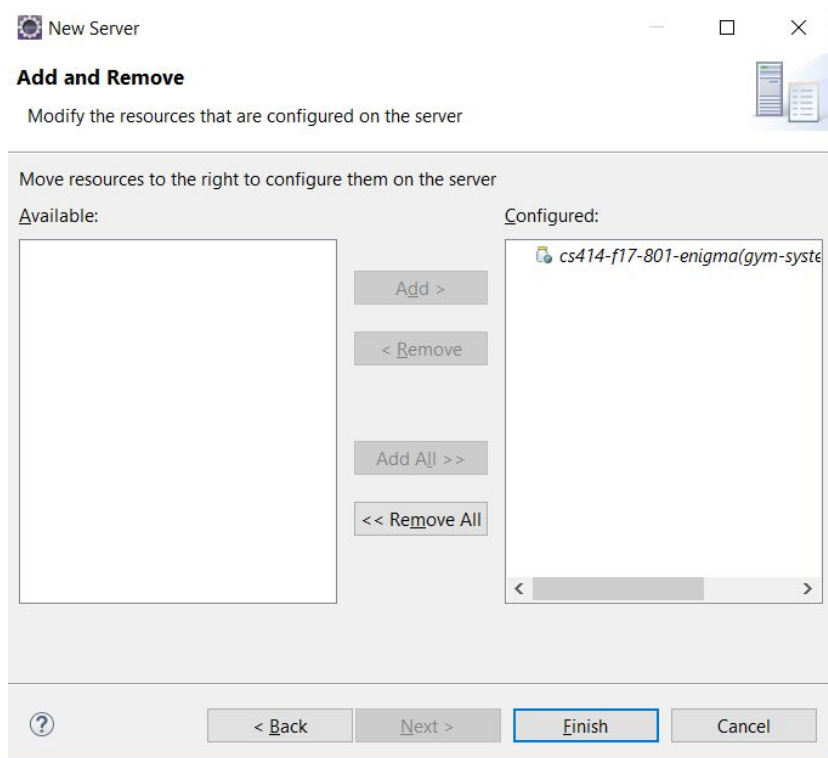 New Server
Add and Remove
Modify the resources that are configured on the server
Move resources to the right to configure them on the server
Available:
Configured:
cs414-f17-801-enigma(gym-syste
Add >
< Remove
Add All >>
<< Remove All
< Back
Next >
Finish
Cancel